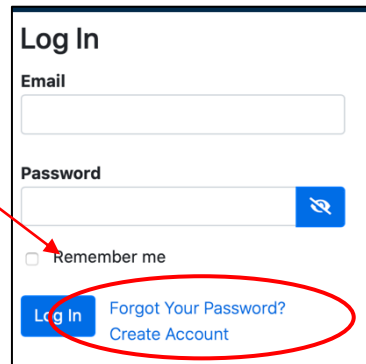 Log In
Email
Password
Remember me
Log In
Forgot Your Password?
Create Account